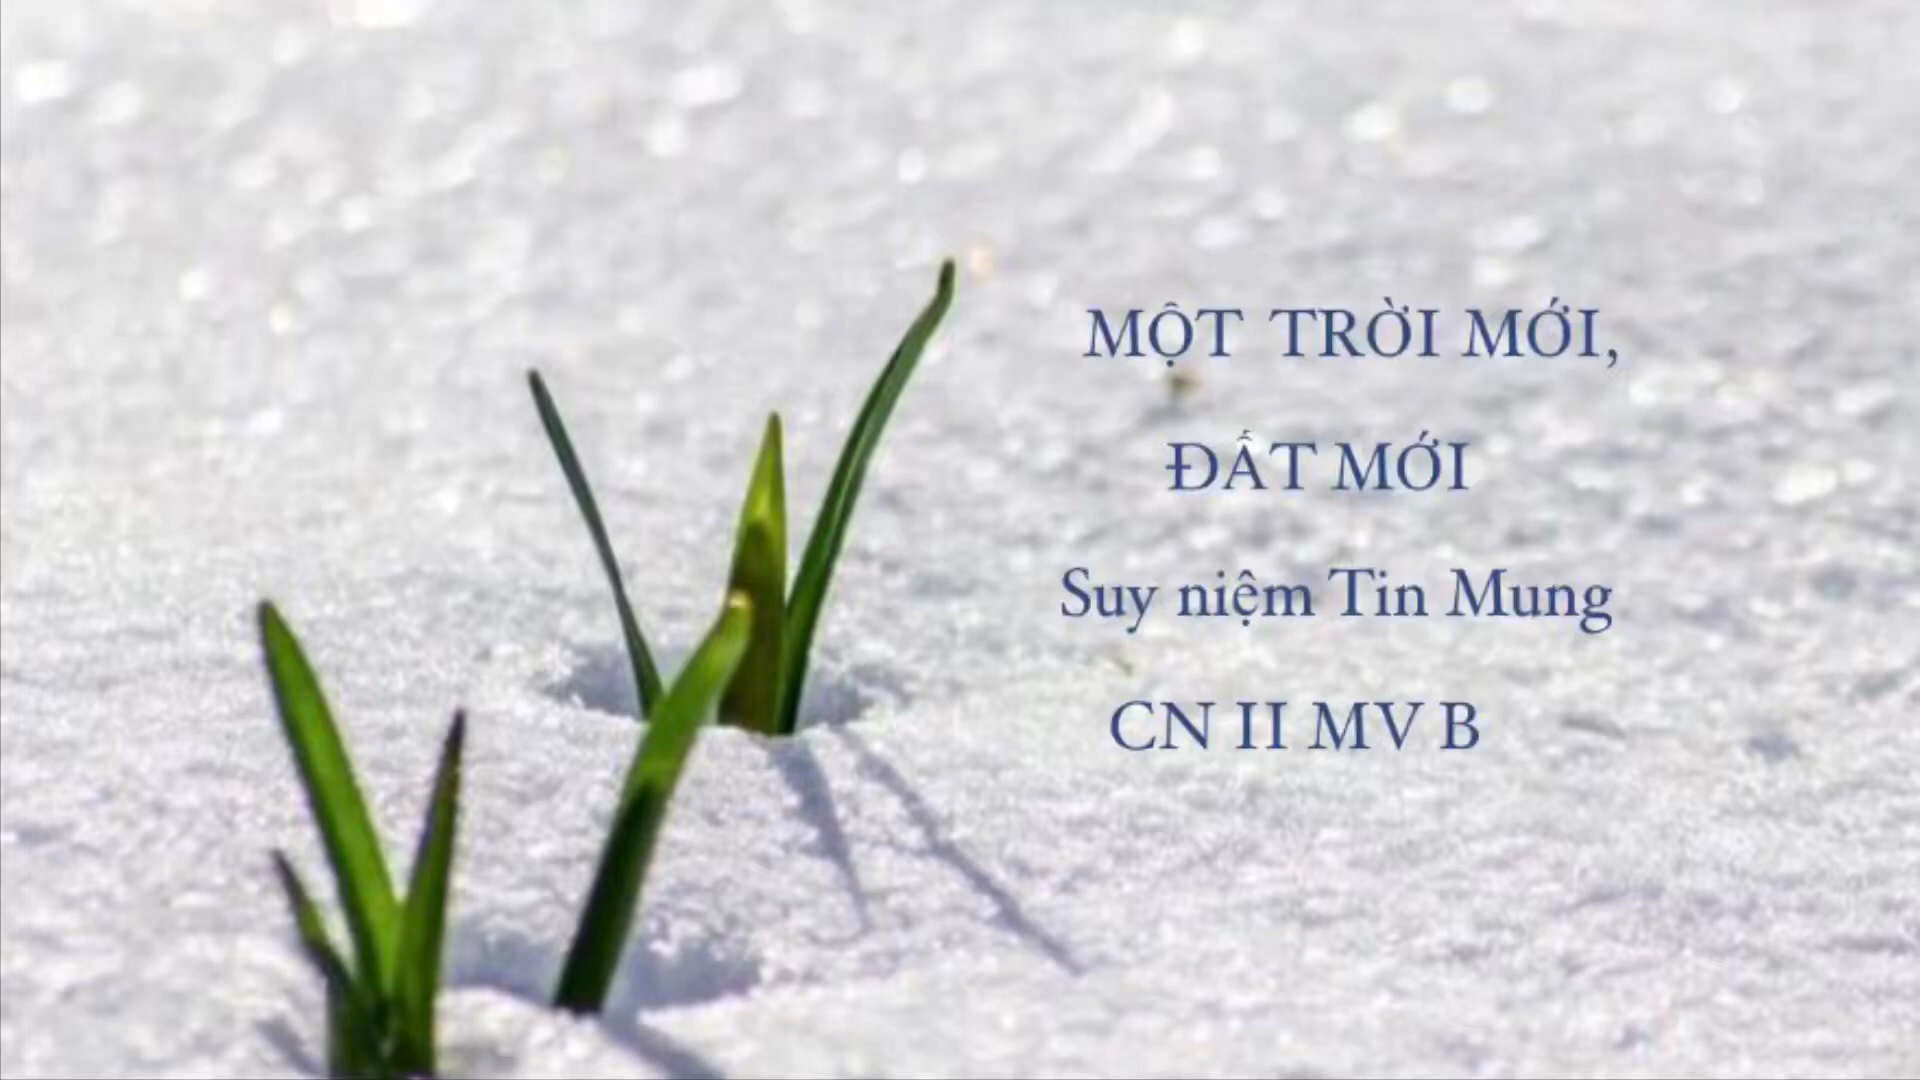 MỘT TRỜI MỚI,
ĐẤT MỚI
Suy niệm Tin Mung
CN II MV B